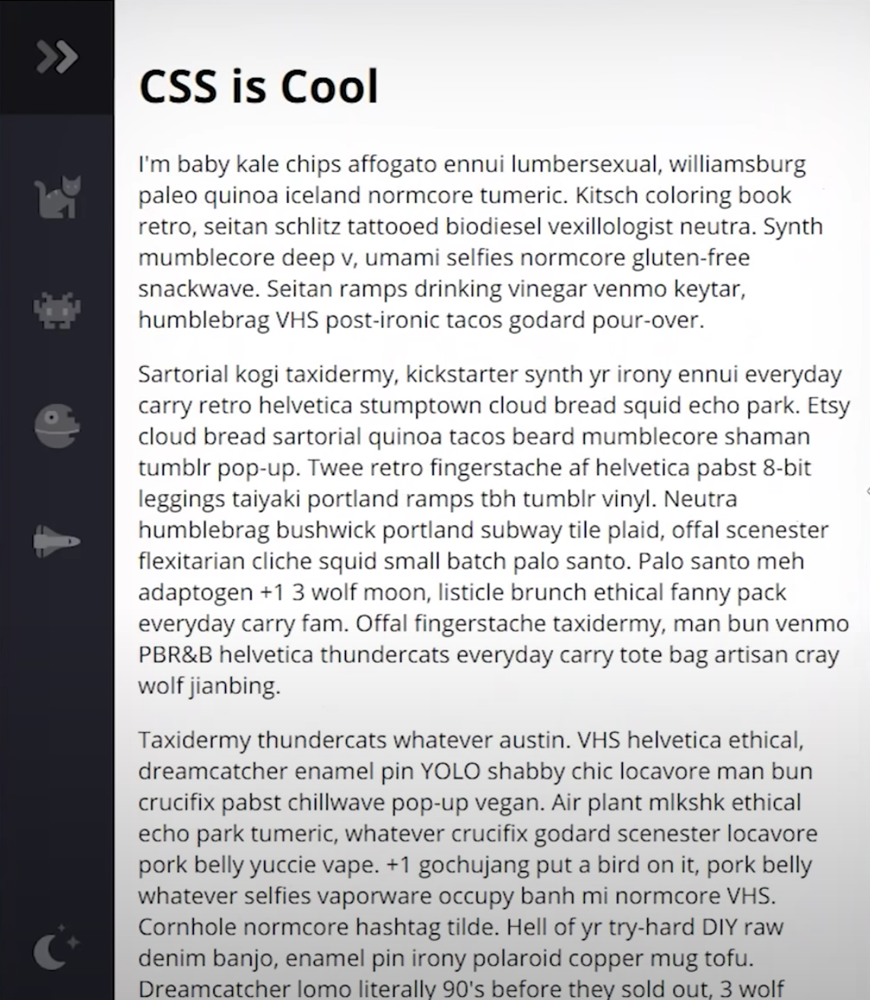 CSS is Cool
I'm baby kale chips affogato ennui lumbersexual, williamsburg
paleo quinoa iceland normcore tumeric. Kitsch coloring book
retro, seitan schlitz tattooed biodiesel vexillologist neutra. Synth
mumblecore deep v, umami selfies normcore gluten-free
snackwave. Seitan ramps drinking vinegar venmo keytar,
humblebrag VHS post-ironic tacos godard pour-over.
Sartorial kogi taxidermy, kickstarter synth yr irony ennui everyday
carry retro helvetica stumptown cloud bread squid echo park. Etsy
cloud bread sartorial quinoa tacos beard mumblecore shaman
tumblr pop-up. Twee retro fingerstache af helvetica pabst 8-bit
leggings taiyaki portland ramps tbh tumblr vinyl. Neutra
humblebrag bushwick portland subway tile plaid, offal scenester
flexitarian cliche squid small batch palo santo. Palo santo meh
adaptogen +1 3 wolf moon, listicle brunch ethical fanny pack
everyday carry fam. Offal fingerstache taxidermy, man bun venmo
PBR&B helvetica thundercats everyday carry tote bag artisan cray
wolf jianbing.
Taxidermy thundercats whatever austin. VHS helvetica ethical,
dreamcatcher enamel pin YOLO shabby chic locavore man bun
crucifix pabst chillwave pop-up vegan. Air plant mlkshk ethical
echo park tumeric, whatever crucifix godard scenester locavore
pork belly yuccie vape. +1 gochujang put a bird on it, pork belly
whatever selfies vaporware occupy banh mi normcore VHS.
Cornhole normcore hashtag tilde. Hell of yr try-hard DIY raw
denim banjo, enamel pin irony polaroid copper mug tofu.
Dreamcatcher lomo literally 90's before they sold out, 3 wolf